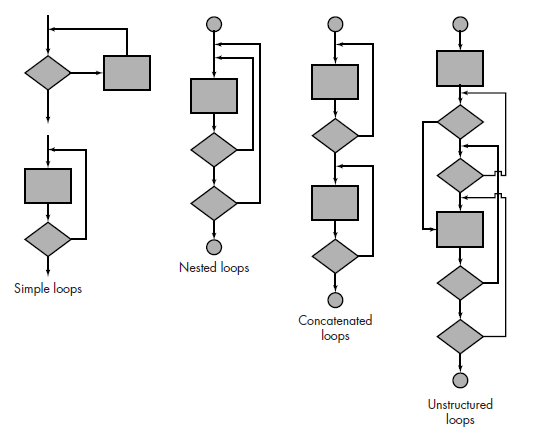 Simple loops
Nested loops
Concatenated
loops
Unstructured
loops